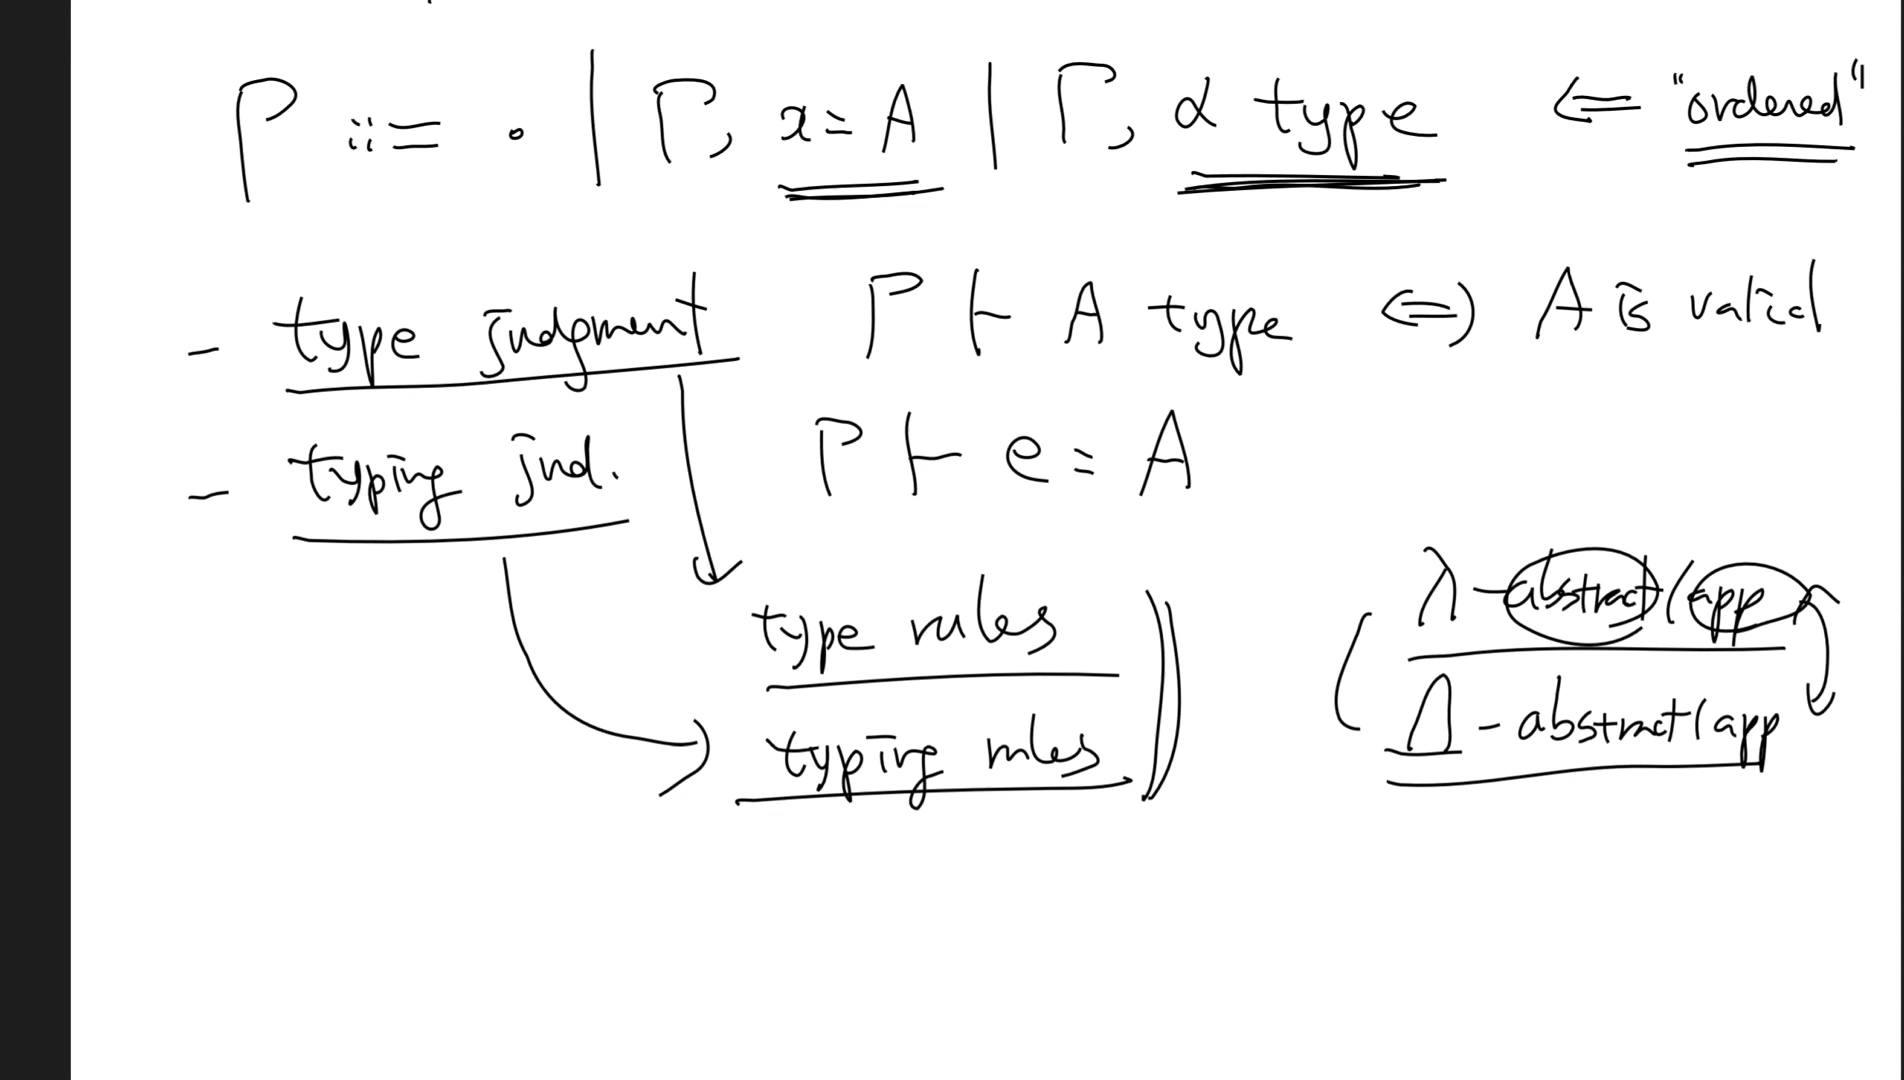 Γ ::= · | Γ, x : A | Γ, α type ⇐ "ordered"
- type judgment Γ ⊢ A type ⇔ A is valid
- typing jud. Γ ⊢ e : A
type rules
typing rules
λ-abstract/app
Λ-abstract/app